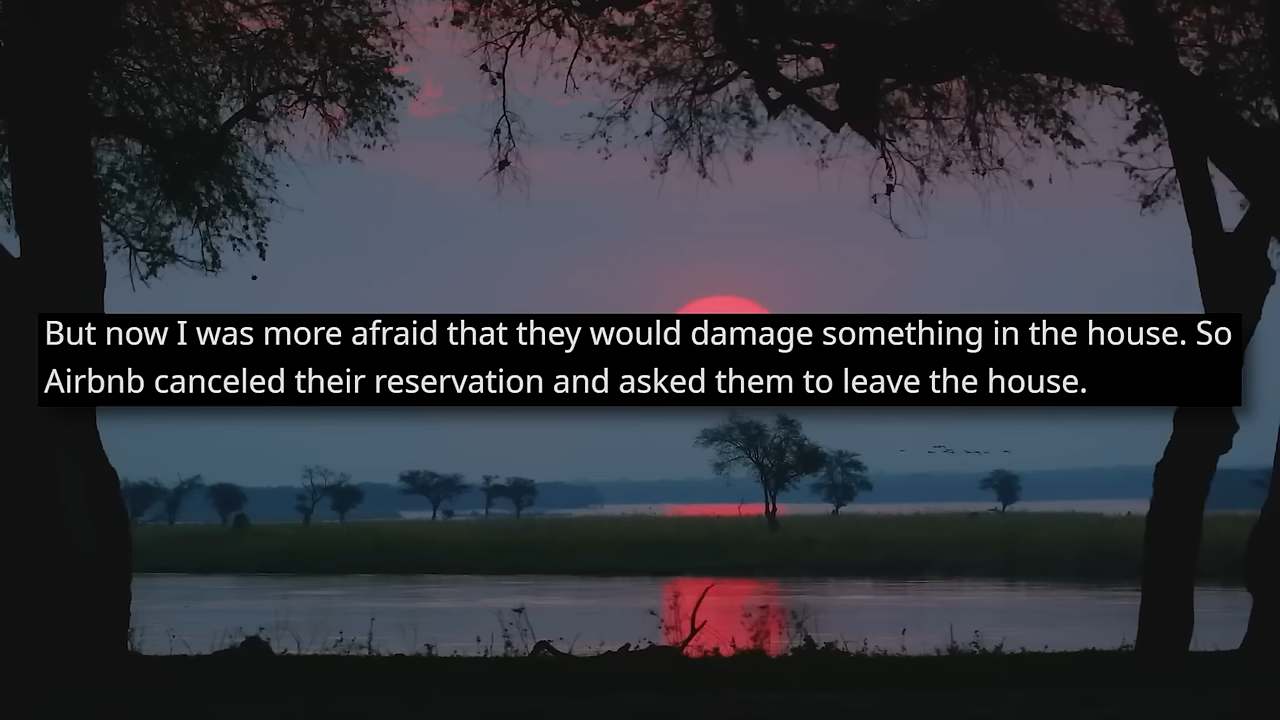 But now I was more afraid that they would damage something in the house. So
Airbnb canceled their reservation and asked them to leave the house.